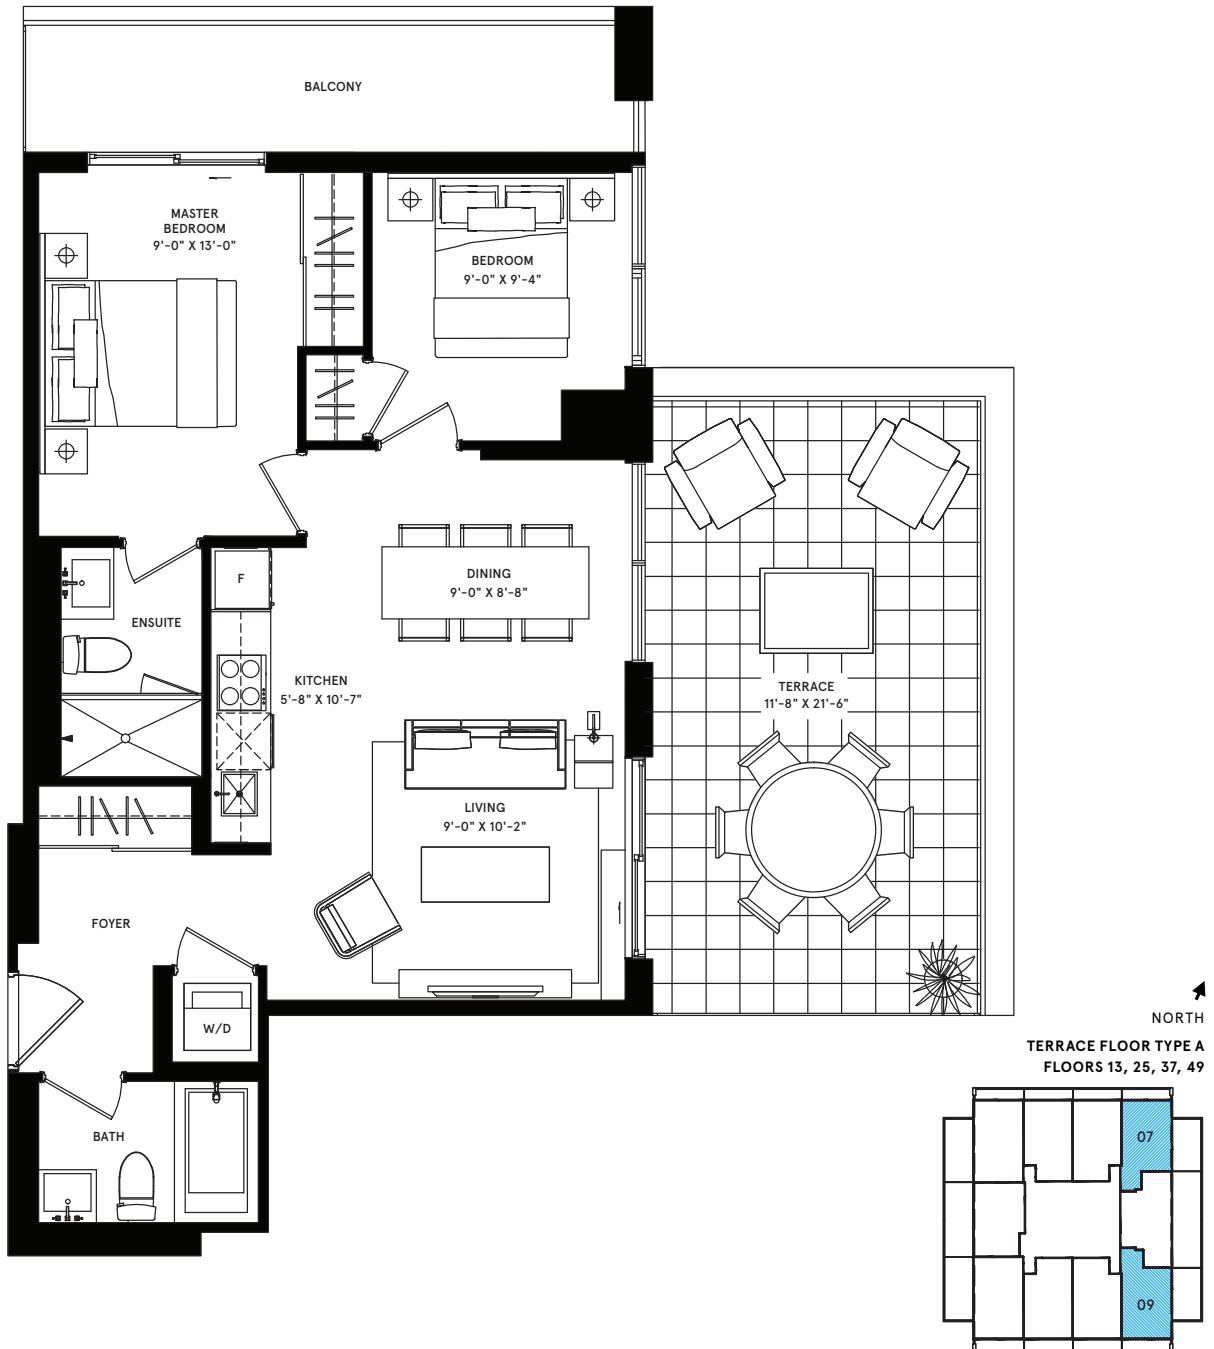 BALCONY
MASTER
BEDROOM
9'-0" X 13'-0"
BEDROOM
9'-0" X 9'-4"
F
DINING
9'-0" X 8'-8"
ENSUITE
KITCHEN
5'-8" X 10'-7"
TERRACE
11'-8" X 21'-6"
LIVING
9'-0" X 10'-2"
FOYER
W/D
BATH
NORTH
TERRACE FLOOR TYPE A
FLOORS 13, 25, 37, 49
07
09